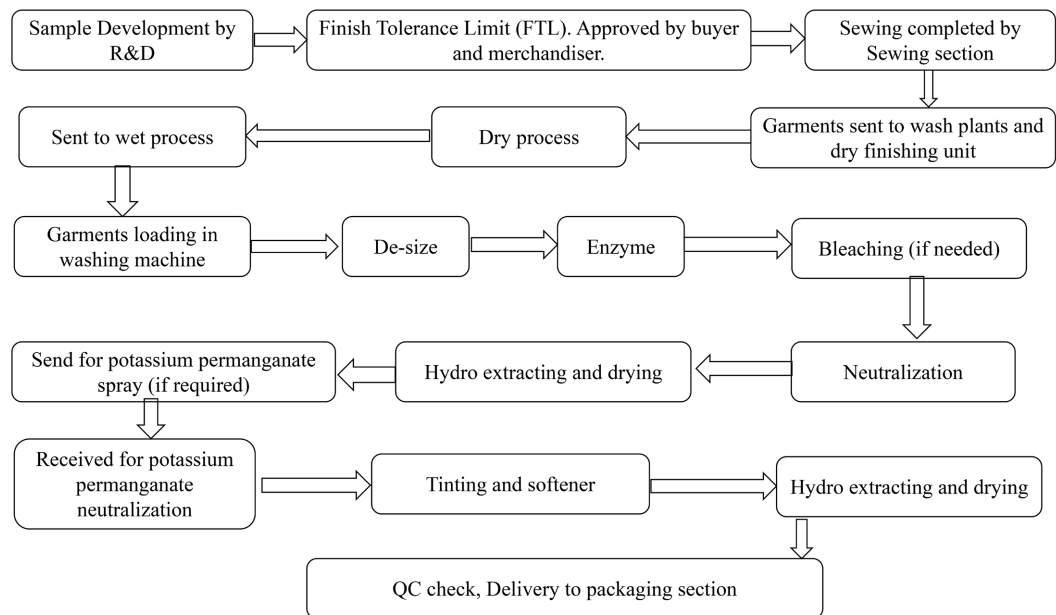 Sample Development by
R&D
Finish Tolerance Limit (FTL). Approved by buyer
and merchandiser.
Sewing completed by
Sewing section
Garments sent to wash plants and
dry finishing unit
Dry process
Sent to wet process
Garments loading in
washing machine
De-size
Enzyme
Bleaching (if needed)
Neutralization
Hydro extracting and drying
Send for potassium permanganate
spray (if required)
Received for potassium
permanganate
neutralization
Tinting and softener
Hydro extracting and drying
QC check, Delivery to packaging section